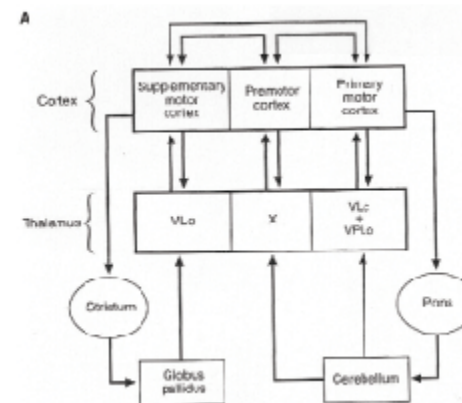 A
Supplementary
motor
cortex
Premotor
cortex
Primary
motor
cortex
Cortex
Thalamus
VLo
X
VLc
+
VPLo
Striatum
Pons
Globus
pallidus
Cerebellum